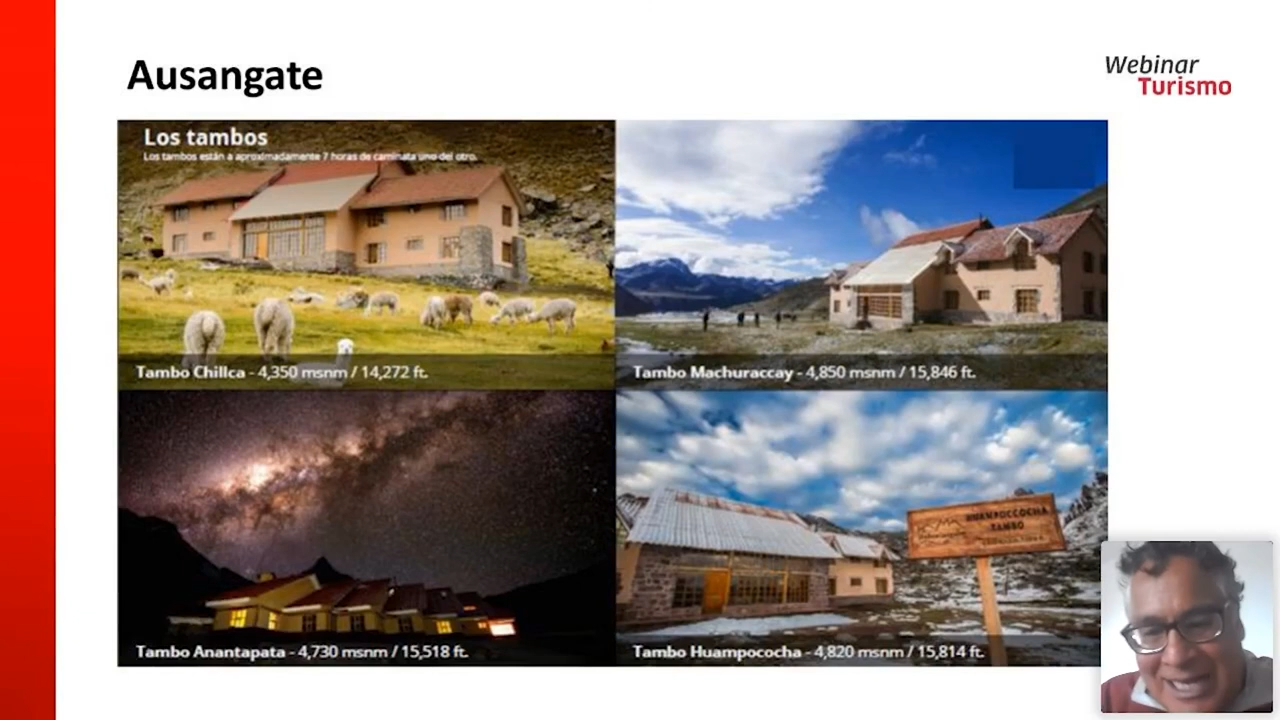 Ausangate
Webinar
Turismo
Los tambos
Los tambos están a aproximadamente 7 horas de caminata uno del otro.
Tambo Chillca - 4,350 msnm / 14,272 ft.
Tambo Machuraccay - 4,850 msnm / 15,846 ft.
HUAMPOCCOCHA
TAMBO
Tambo Anantapata - 4,730 msnm / 15,518 ft.
Tambo Huampococha - 4,820 msnm / 15,814 ft.